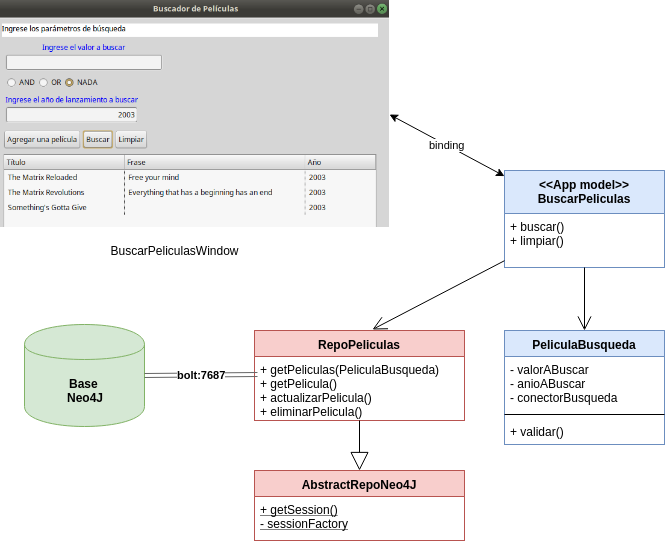 Buscador de Películas
Ingrese los parámetros de búsqueda
Ingrese el valor a buscar
AND OR NADA
Ingrese el año de lanzamiento a buscar
2003
Agregar una película Buscar Limpiar
Título Frase Año
The Matrix Reloaded Free your mind 2003
The Matrix Revolutions Everything that has a beginning has an end 2003
Something's Gotta Give 2003
BuscarPeliculasWindow
binding
<<App model>>
BuscarPeliculas
+ buscar()
+ limpiar()
Base
Neo4J
bolt:7687
RepoPeliculas
+ getPeliculas(PeliculaBusqueda)
+ getPelicula()
+ actualizarPelicula()
+ eliminarPelicula()
PeliculaBusqueda
- valorABuscar
- anioABuscar
- conectorBusqueda
+ validar()
AbstractRepoNeo4J
+ getSession()
- sessionFactory